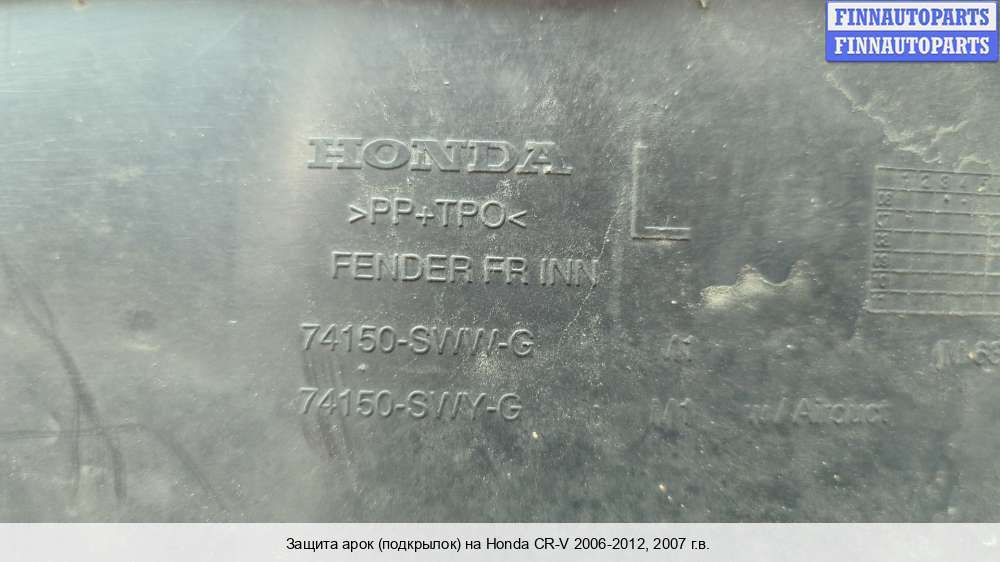 FINNAUTOPARTS
FINNAUTOPARTS
HONDA
L
>PP+TPO<
FENDER FR INN
74150-SWW-G A1
74150-SWY-G M1 w/Airduct
Защита арок (подкрылок) на Honda CR-V 2006-2012, 2007 г.в.